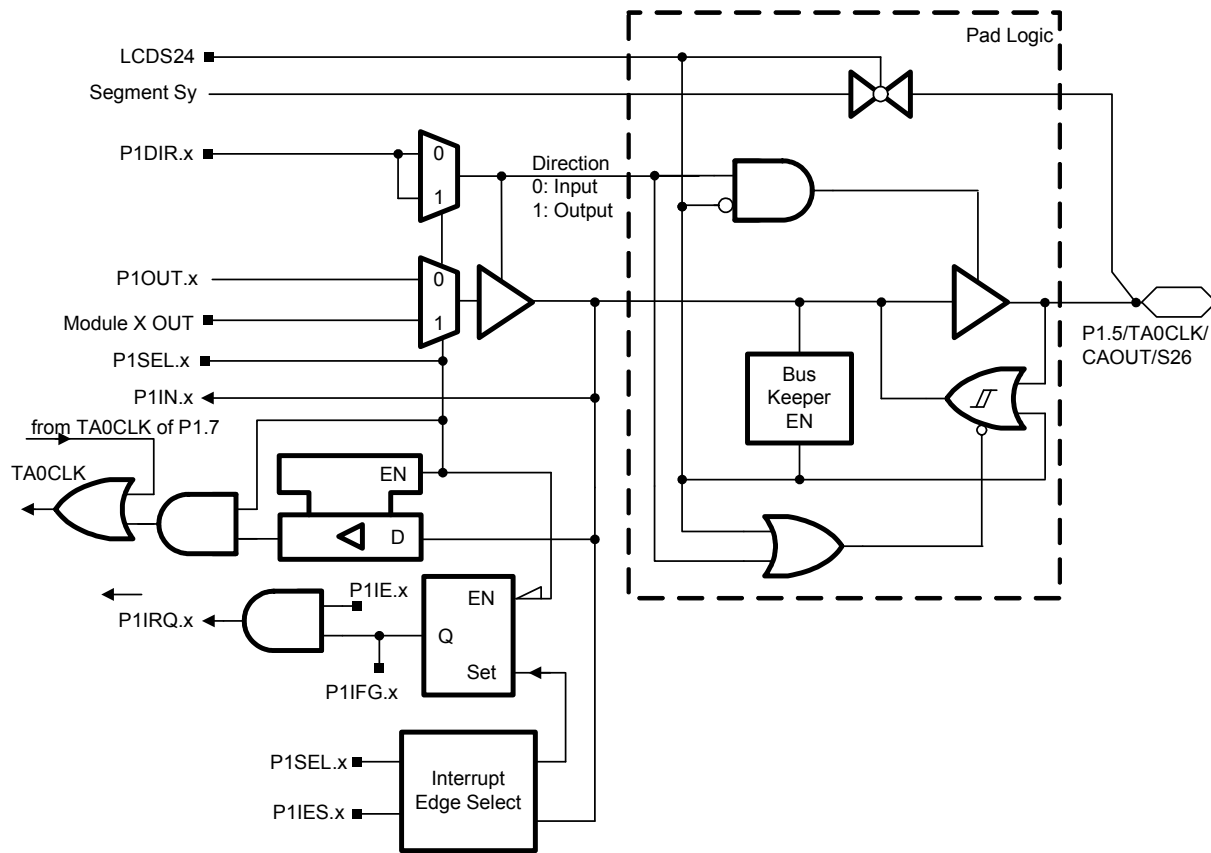 Pad Logic
LCDS24
Segment Sy
P1DIR.x
0
1
Direction
0: Input
1: Output
P1OUT.x
0
Module X OUT
1
P1SEL.x
P1IN.x
P1.5/TA0CLK/
CAOUT/S26
Bus
Keeper
EN
from TA0CLK of P1.7
TA0CLK
EN
D
P1IE.x
P1IRQ.x
EN
Q
Set
P1IFG.x
P1SEL.x
P1IES.x
Interrupt
Edge Select